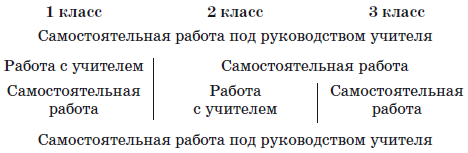 1 класс 2 класс 3 класс
Самостоятельная работа под руководством учителя
Работа с учителем Самостоятельная работа
Самостоятельная Работа Самостоятельная
работа с учителем работа
Самостоятельная работа под руководством учителя